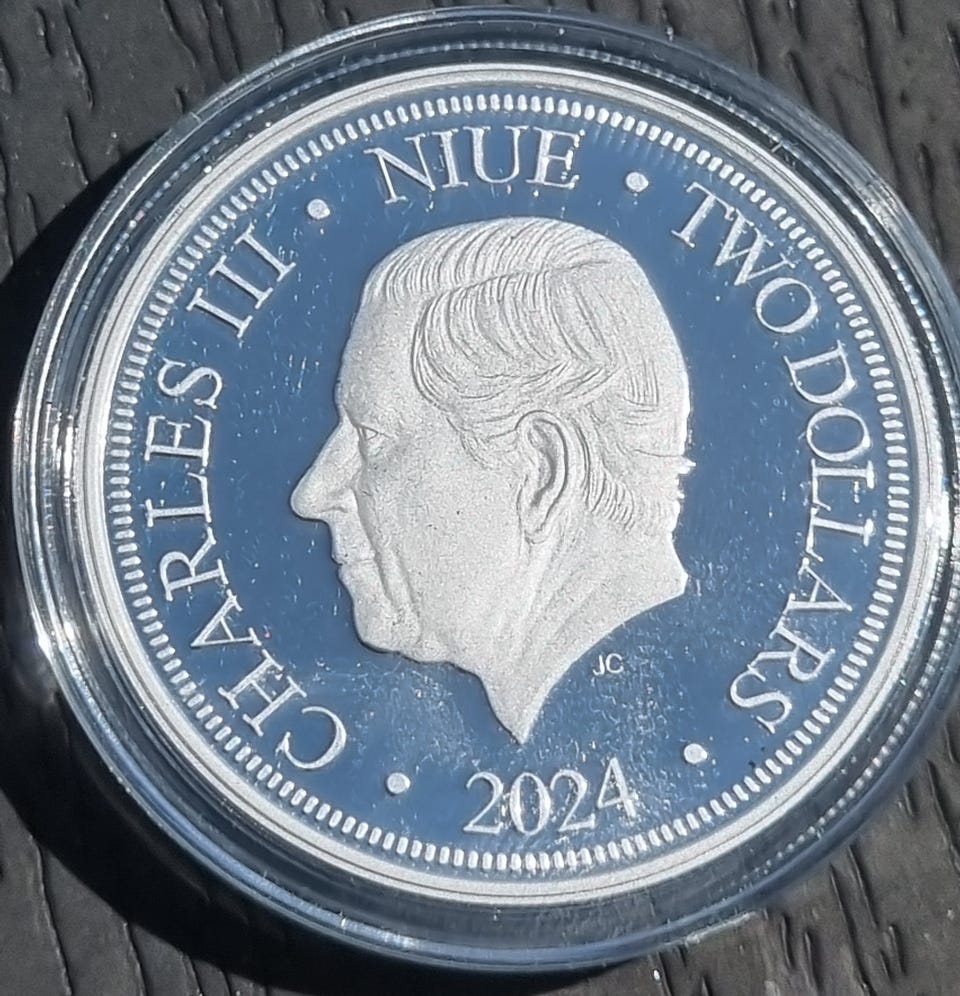 CHARLES III • NIUE • TWO DOLLARS • 2024 •
JC